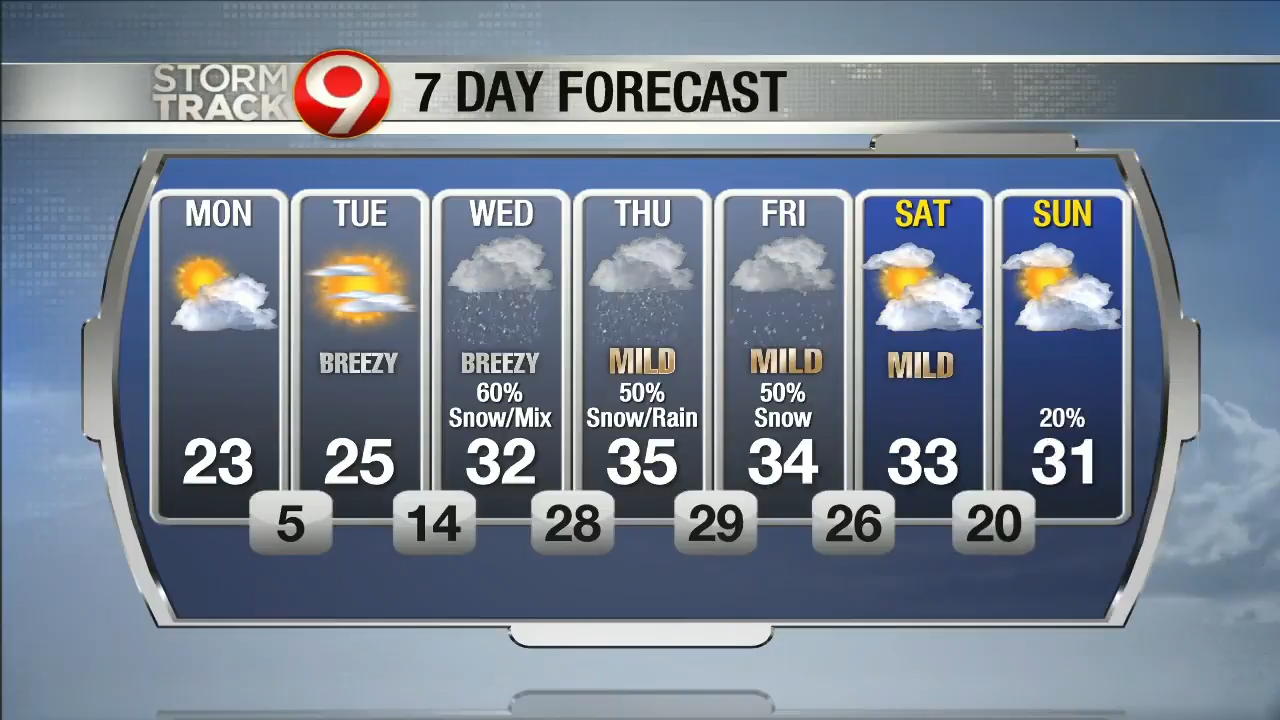 STORM
TRACK 9
7 DAY FORECAST
MON
TUE
WED
THU
FRI
SAT
SUN
BREEZY
BREEZY
MILD
MILD
MILD
60%
50%
50%
Snow/Mix
Snow/Rain
Snow
20%
23
25
32
35
34
33
31
5
14
28
29
26
20